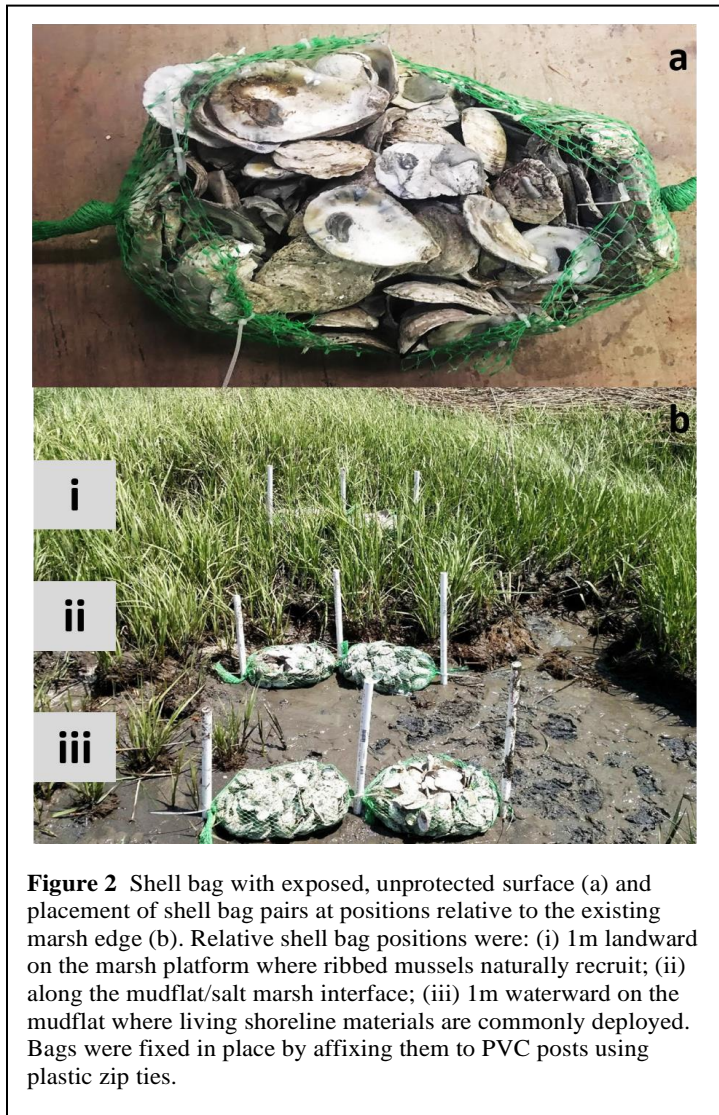 a
b
i
ii
iii
Figure 2 Shell bag with exposed, unprotected surface (a) and
placement of shell bag pairs at positions relative to the existing
marsh edge (b). Relative shell bag positions were: (i) 1m landward
on the marsh platform where ribbed mussels naturally recruit; (ii)
along the mudflat/salt marsh interface; (iii) 1m waterward on the
mudflat where living shoreline materials are commonly deployed.
Bags were fixed in place by affixing them to PVC posts using
plastic zip ties.